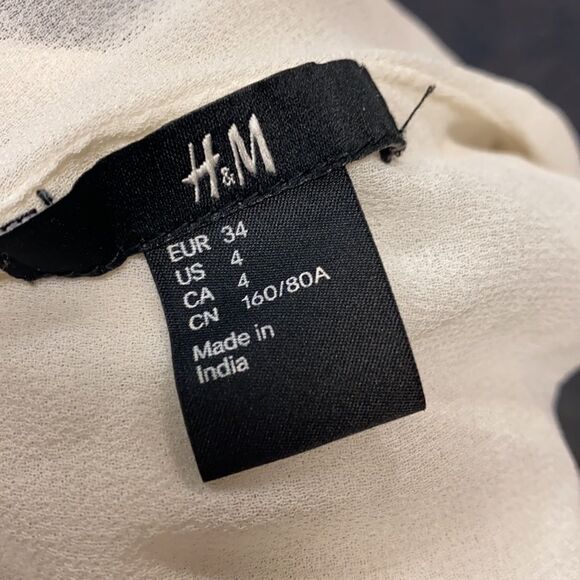 H&M
EUR 34
US 4
CA 4
CN 160/80A
Made in
India